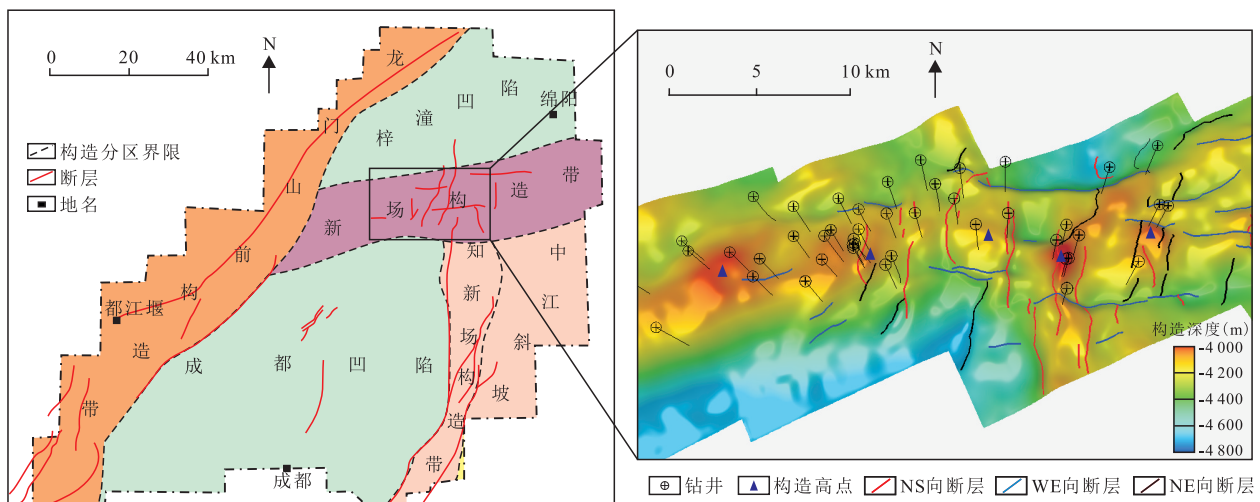 0 20 40 km
N
构造分区界限
断层
地名
龙门山前构造带
梓潼凹陷
绵阳
新场构造带
都江堰
成都凹陷
知新场构造带
中江斜坡
成都
0 5 10 km
N
构造深度(m)
-4 000
-4 200
-4 400
-4 600
-4 800
钻井 构造高点 NS向断层 WE向断层 NE向断层